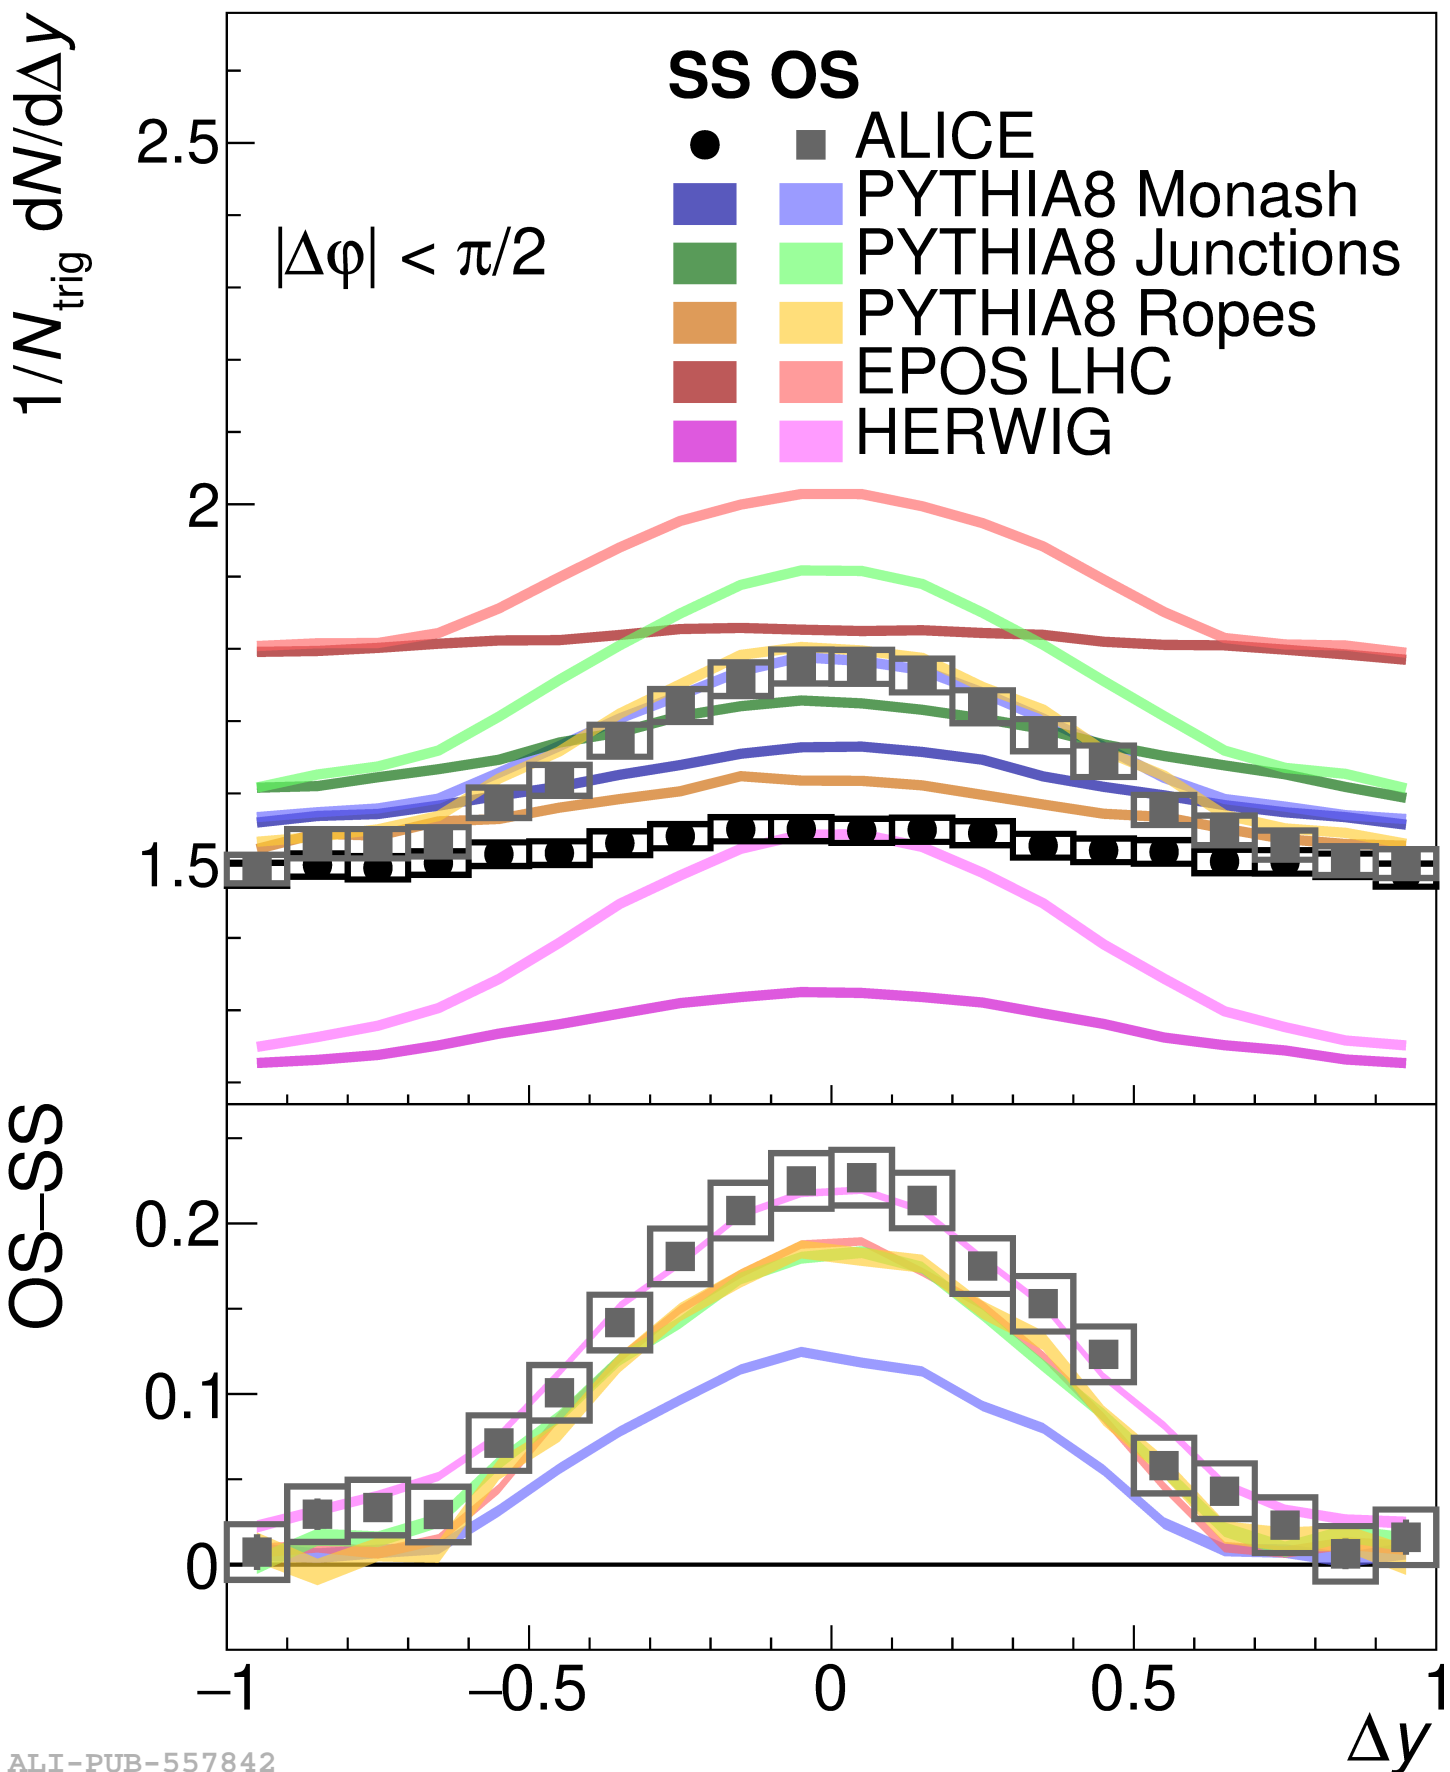 1/Ntrig dN/dΔy
2.5
2
1.5
|Δφ| < π/2
SS OS
ALICE
PYTHIA8 Monash
PYTHIA8 Junctions
PYTHIA8 Ropes
EPOS LHC
HERWIG
OS–SS
0.2
0.1
0
–1 –0.5 0 0.5 1
Δy
ALI-PUB-557842